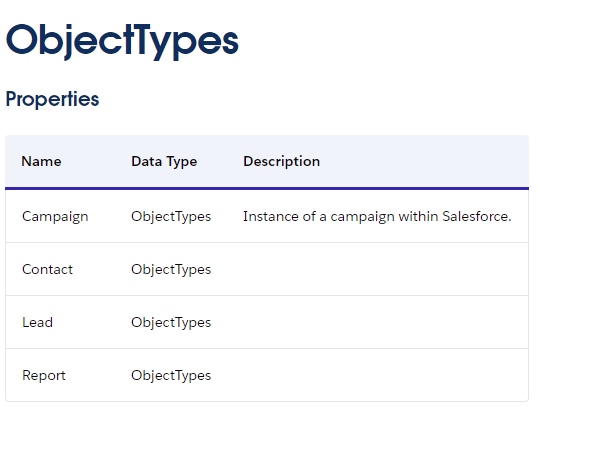 ObjectTypes
Properties
Name Data Type Description
Campaign ObjectTypes Instance of a campaign within Salesforce.
Contact ObjectTypes
Lead ObjectTypes
Report ObjectTypes